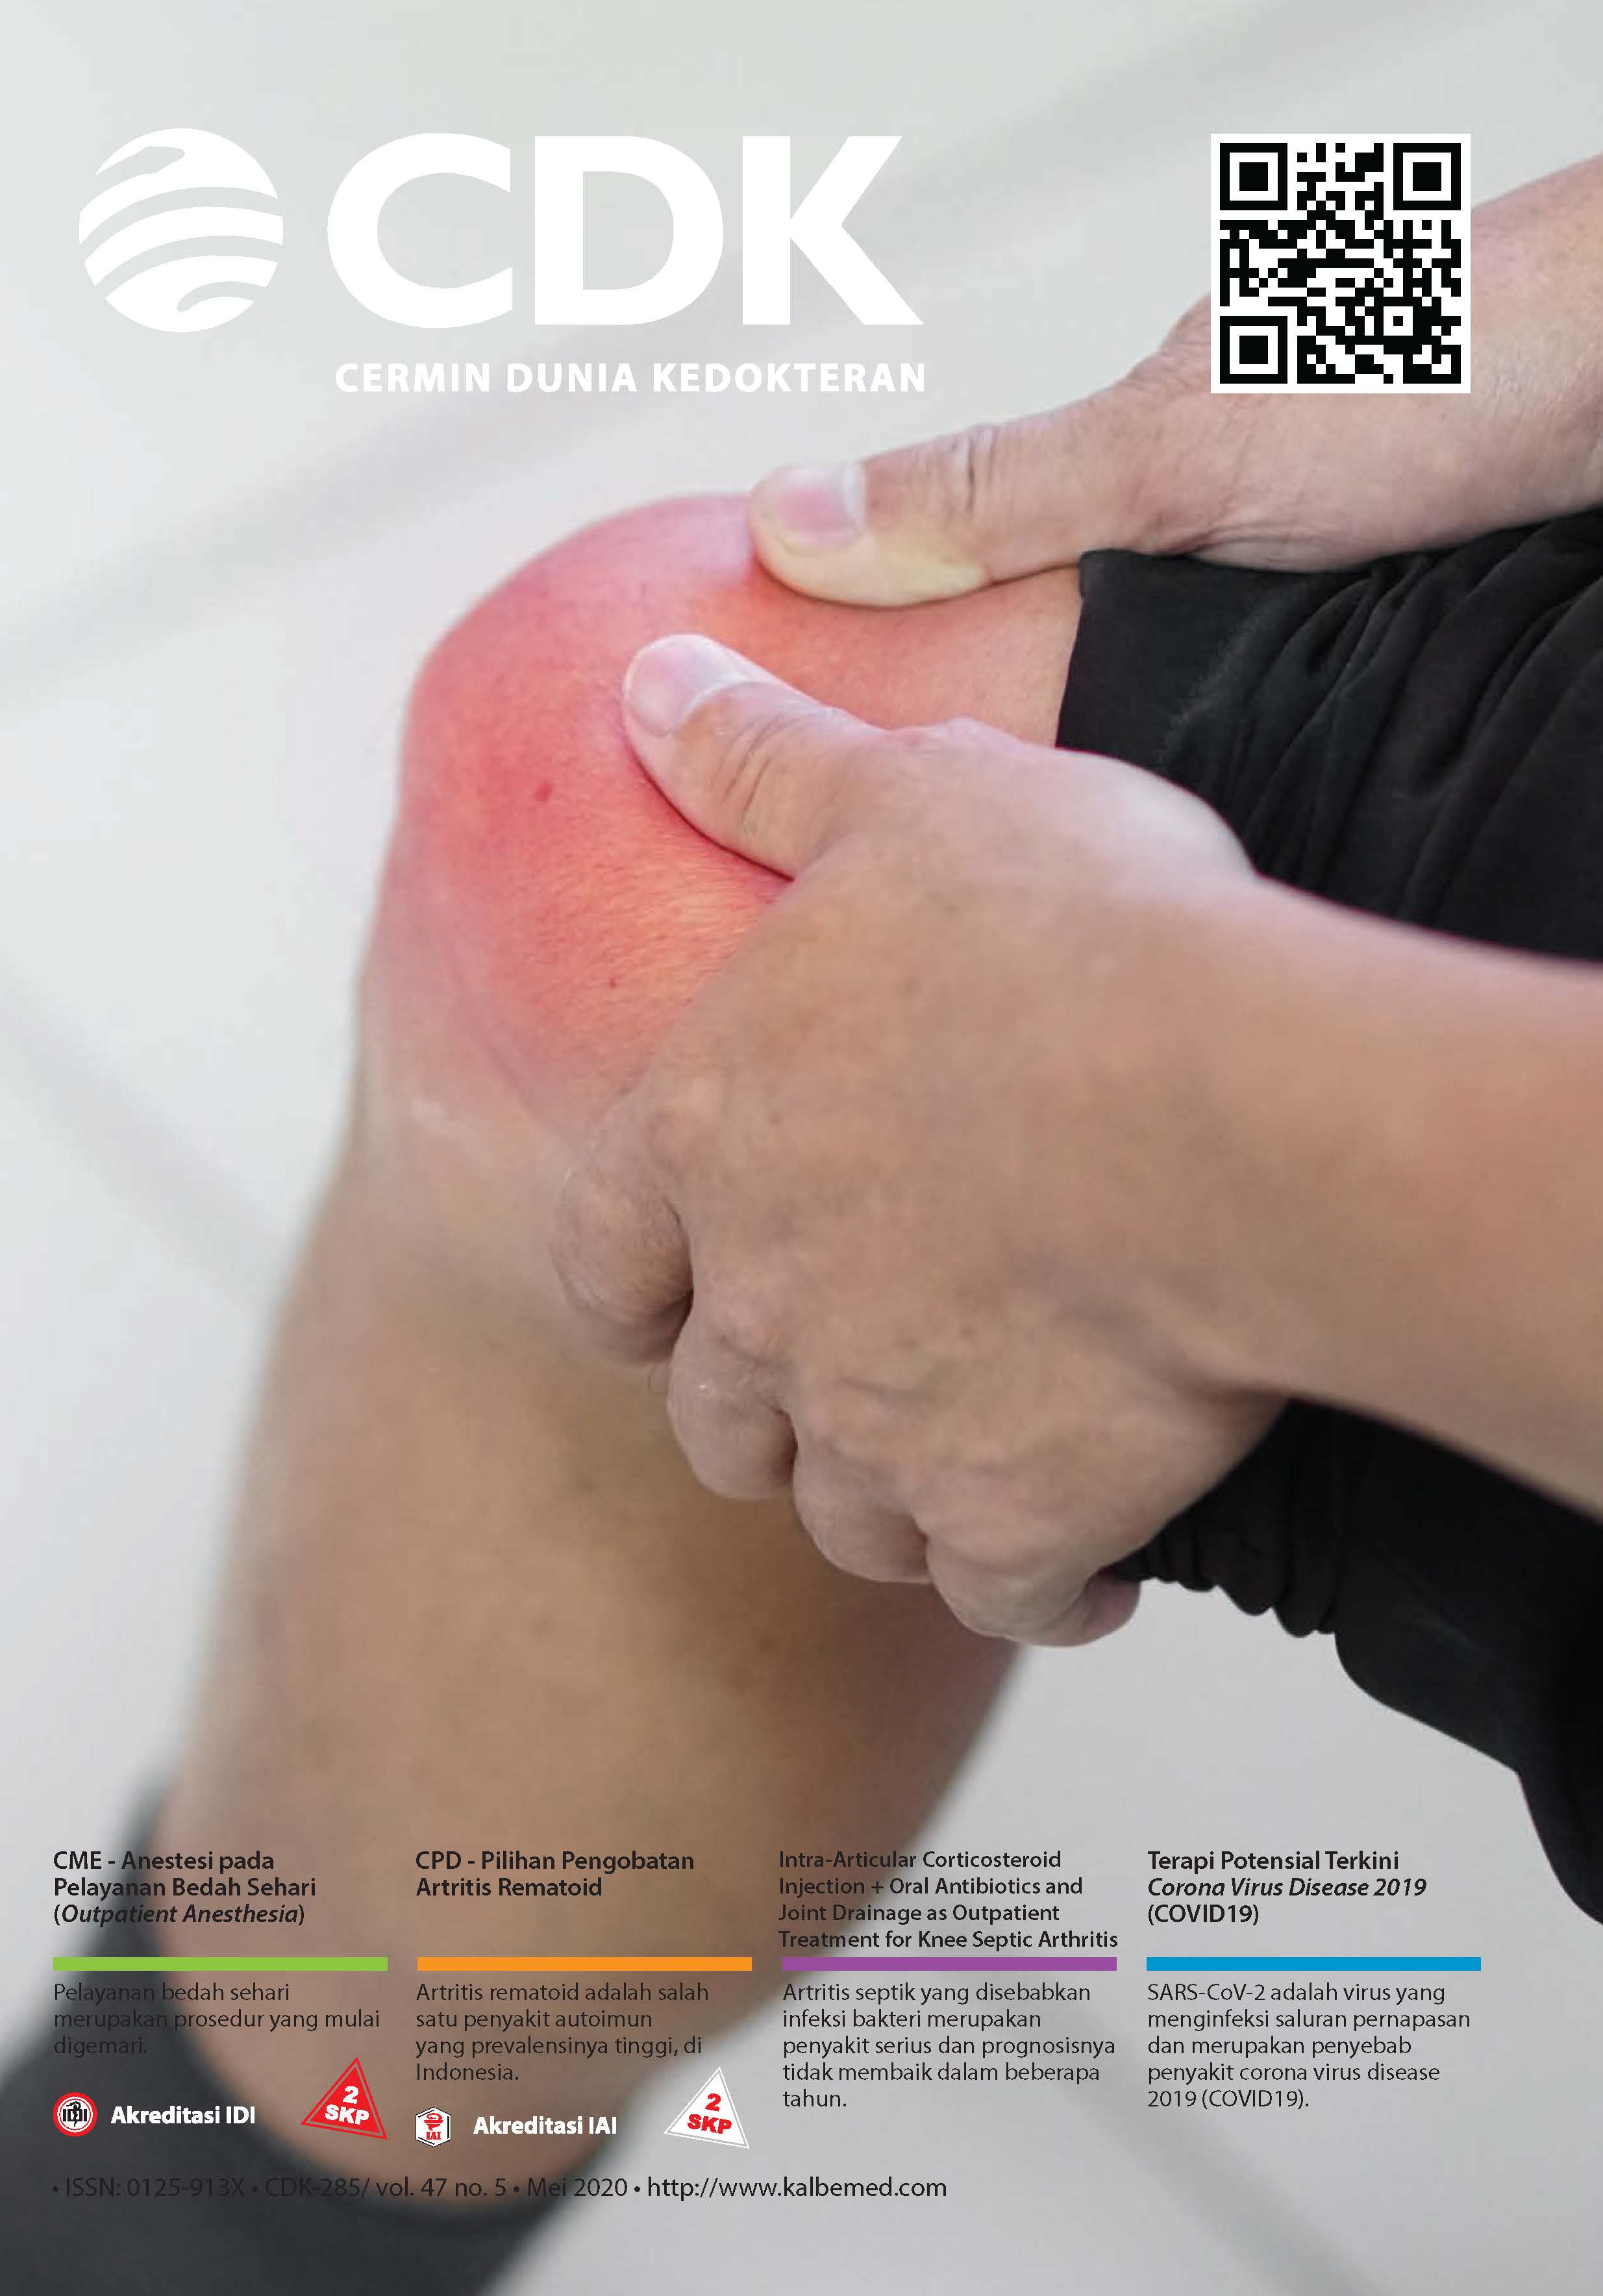 CDK
CERMIN DUNIA KEDOKTERAN
CME - Anestesi pada
Pelayanan Bedah Sehari
(Outpatient Anesthesia)
Pelayanan bedah sehari
merupakan prosedur yang mulai
digemari.
IDI
Akreditasi IDI
2
SKP
CPD - Pilihan Pengobatan
Artritis Rematoid
Artritis rematoid adalah salah
satu penyakit autoimun
yang prevalensinya tinggi, di
Indonesia.
IAI
Akreditasi IAI
2
SKP
Intra-Articular Corticosteroid
Injection + Oral Antibiotics and
Joint Drainage as Outpatient
Treatment for Knee Septic Arthritis
Artritis septik yang disebabkan
infeksi bakteri merupakan
penyakit serius dan prognosisnya
tidak membaik dalam beberapa
tahun.
Terapi Potensial Terkini
Corona Virus Disease 2019
(COVID19)
SARS-CoV-2 adalah virus yang
menginfeksi saluran pernapasan
dan merupakan penyebab
penyakit corona virus disease
2019 (COVID19).
• ISSN: 0125-913X • CDK-285/ vol. 47 no. 5 • Mei 2020 • http://www.kalbemed.com